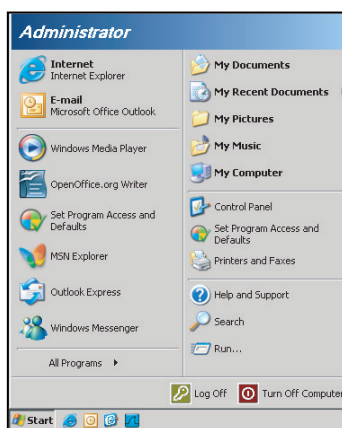 Administrator
Internet
Internet Explorer
E-mail
Microsoft Office Outlook
Windows Media Player
OpenOffice.org Writer
Set Program Access and
Defaults
MSN Explorer
Outlook Express
Windows Messenger
All Programs
My Documents
My Recent Documents
My Pictures
My Music
My Computer
Control Panel
Set Program Access and
Defaults
Printers and Faxes
Help and Support
Search
Run...
Log Off
Turn Off Computer
Start